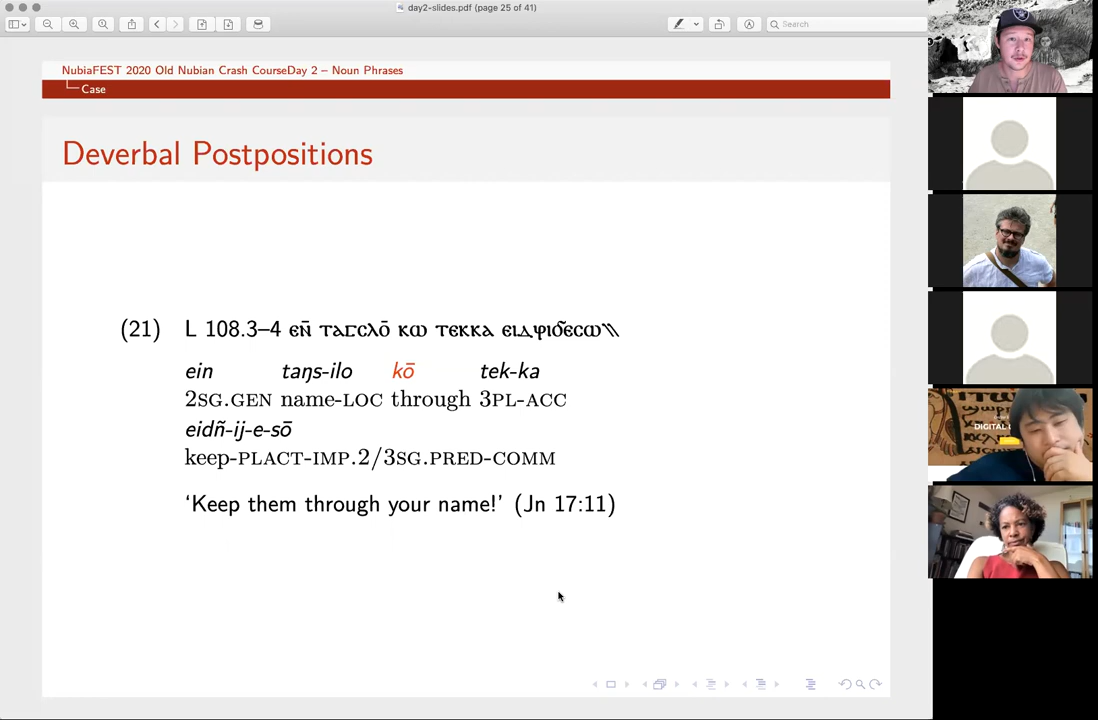 day2-slides.pdf (page 25 of 41)
Search
NubiaFEST 2020 Old Nubian Crash CourseDay 2 – Noun Phrases
Case
Deverbal Postpositions
(21) L 108.3–4 ⲉⲛ̄ ⲧⲁⲅⲥⲗⲟ̄ ⲕⲱ ⲧⲉⲕⲕⲁ ⲉⲓⲇⳡⲓϭⲉⲥⲱ⳹
ein taŋs-ilo kō tek-ka
2SG.GEN name-LOC through 3PL-ACC
eidñ-ij-e-sō
keep-PLACT-IMP.2/3SG.PRED-COMM
‘Keep them through your name!’ (Jn 17:11)
DIGITAL